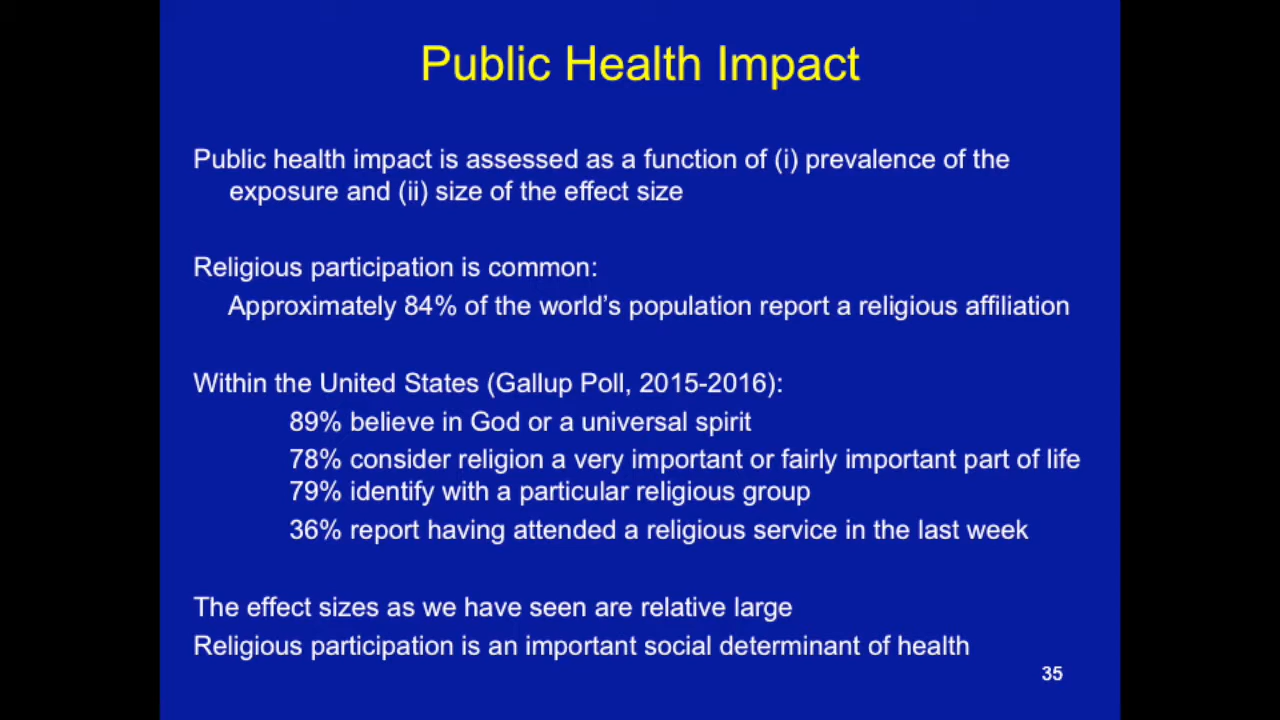 Public Health Impact
Public health impact is assessed as a function of (i) prevalence of the
exposure and (ii) size of the effect size
Religious participation is common:
Approximately 84% of the world’s population report a religious affiliation
Within the United States (Gallup Poll, 2015-2016):
89% believe in God or a universal spirit
78% consider religion a very important or fairly important part of life
79% identify with a particular religious group
36% report having attended a religious service in the last week
The effect sizes as we have seen are relative large
Religious participation is an important social determinant of health
35